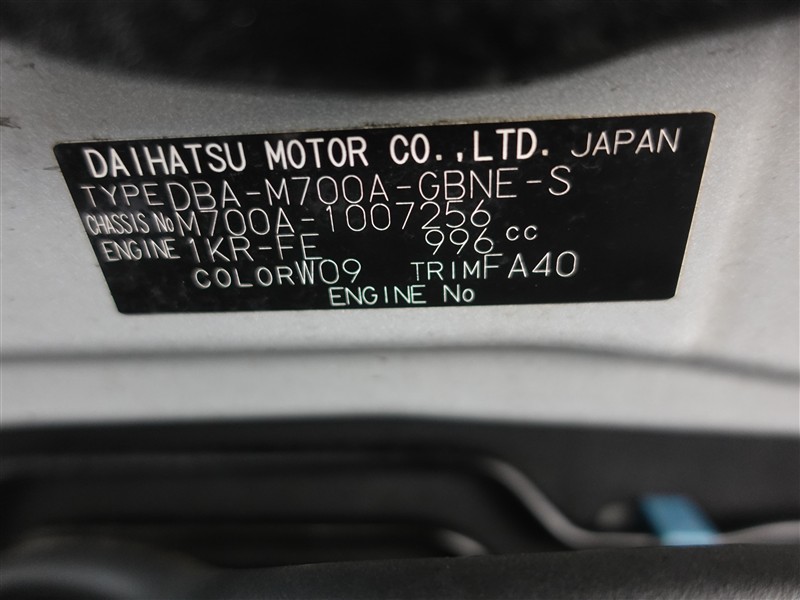 DAIHATSU MOTOR CO.,LTD. JAPAN
TYPE DBA-M700A-GBNE-S
CHASSIS No M700A-1007256
ENGINE 1KR-FE 996 cc
COLOR W09 TRIM FA40
ENGINE No